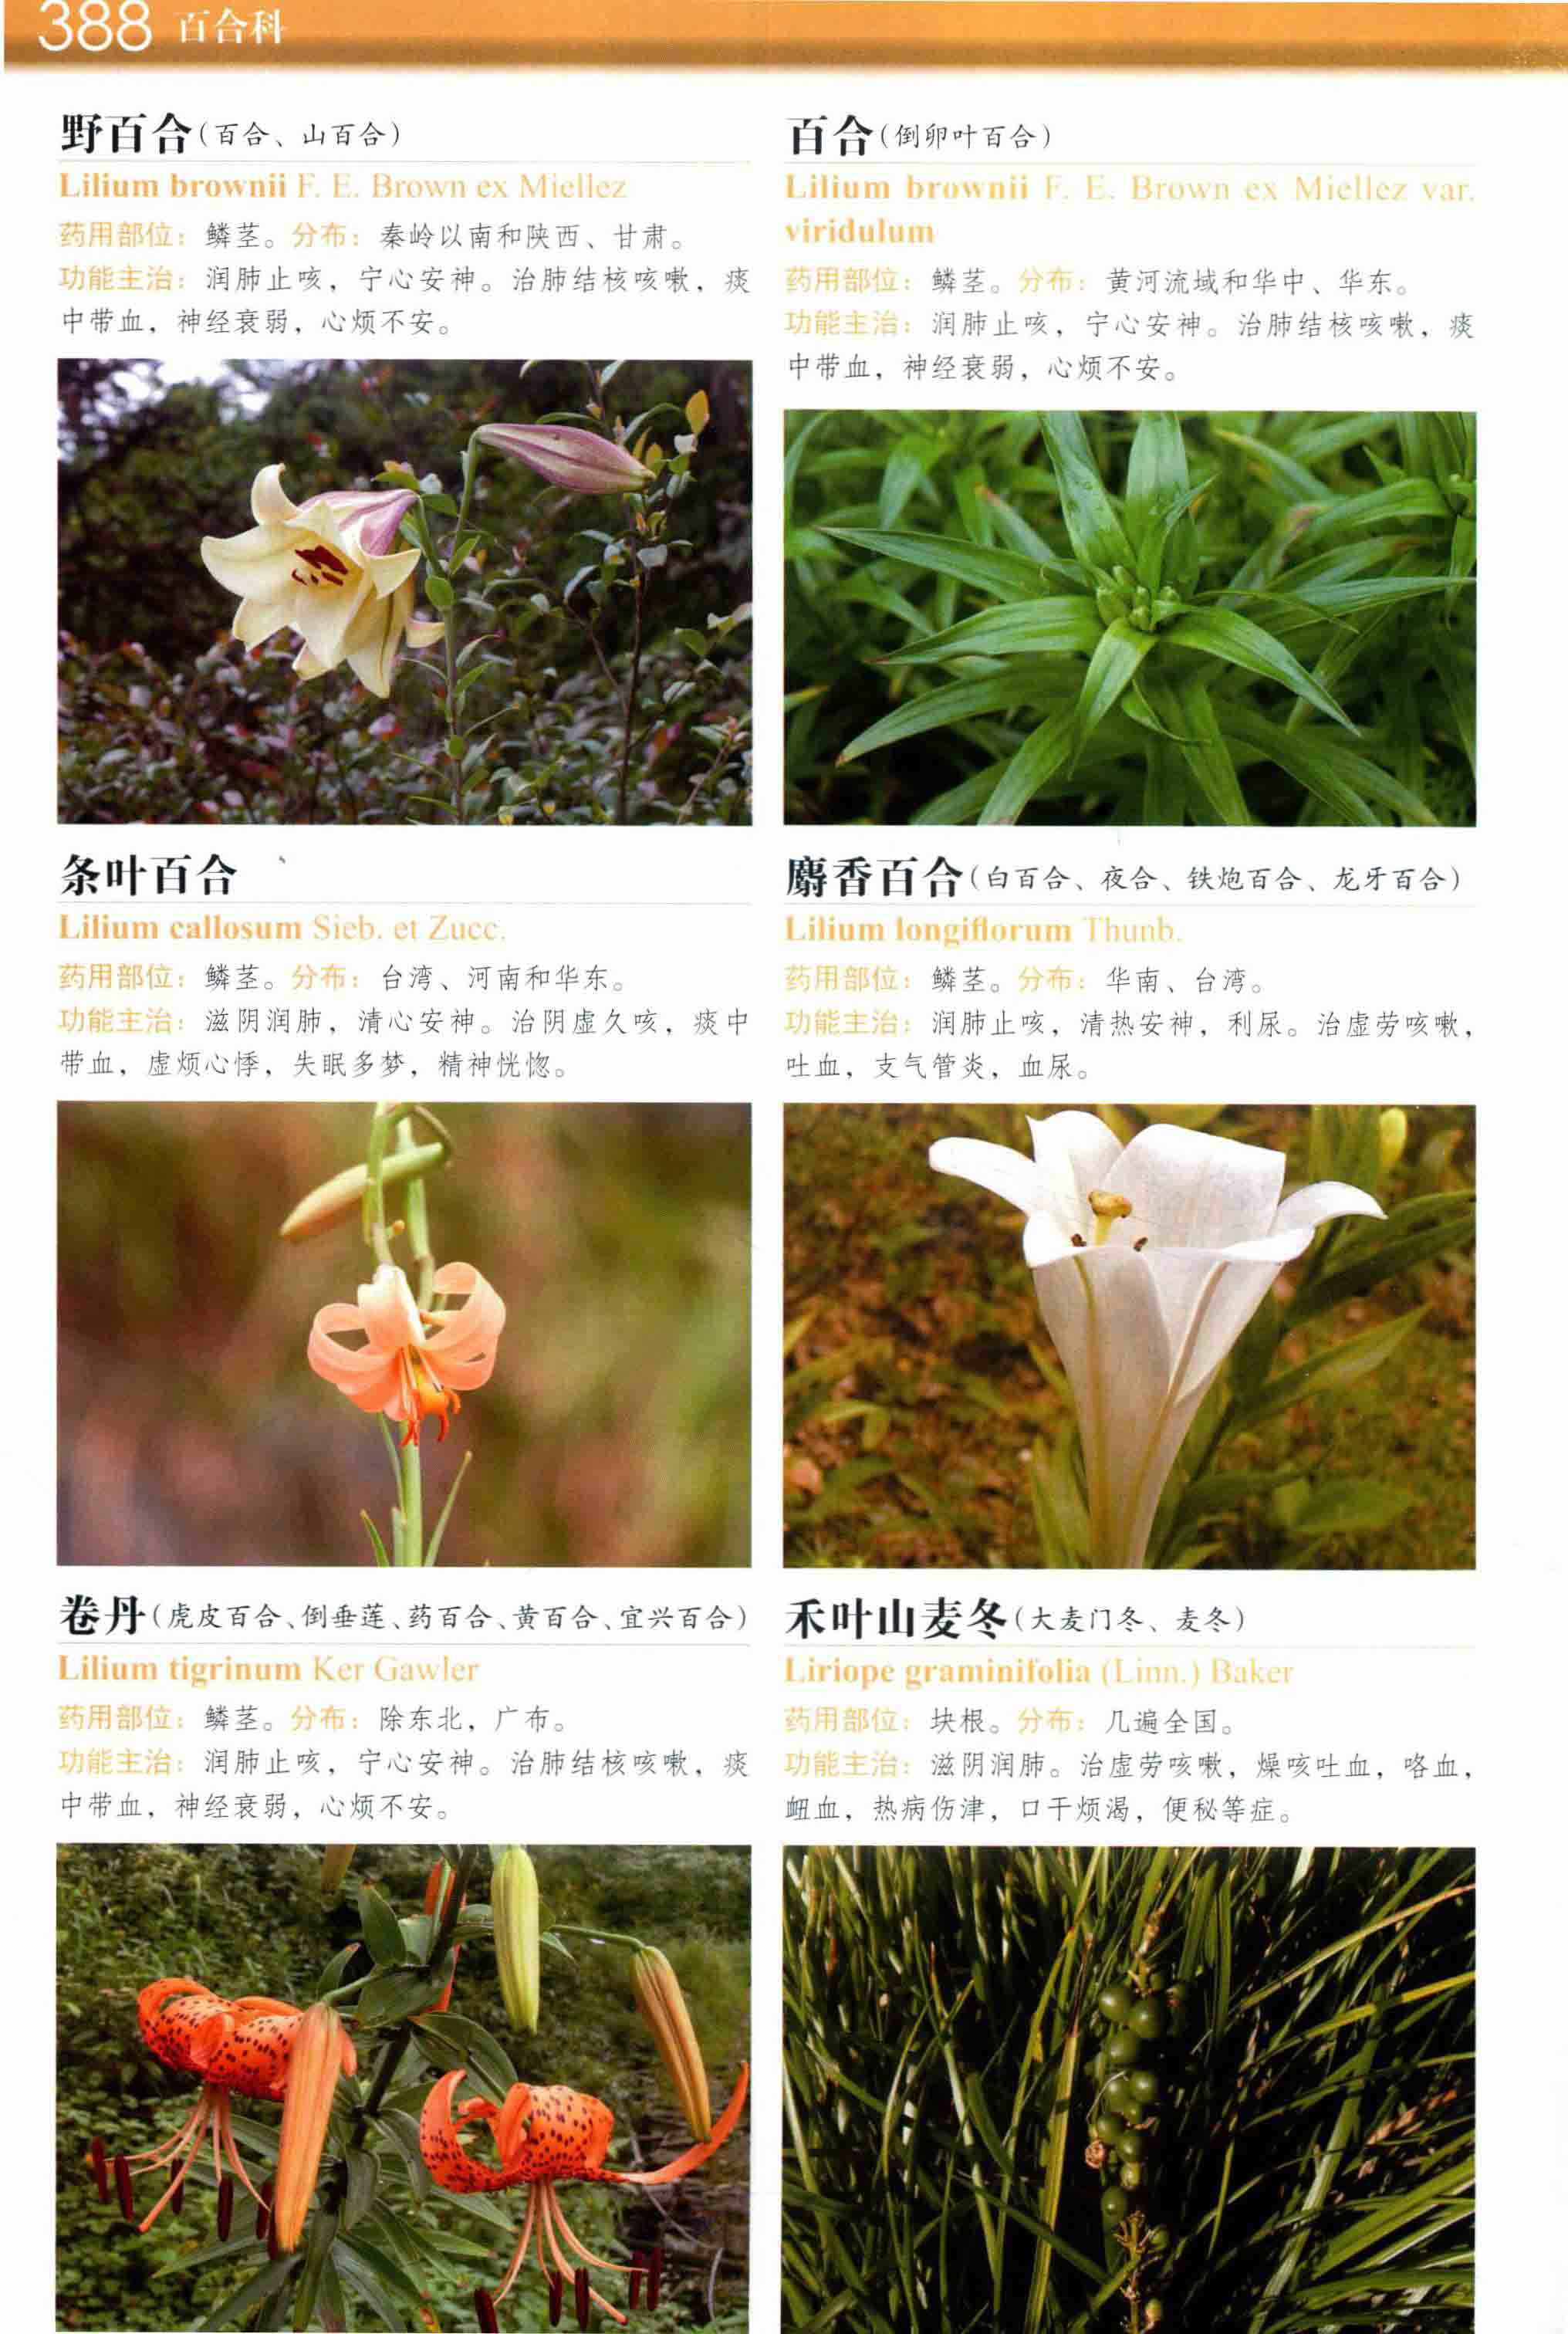 388 百合科
野百合(百合、山百合)
Lilium brownii F. E. Brown ex Miellez
药用部位：鳞茎。分布：秦岭以南和陕西、甘肃。
功能主治：润肺止咳，宁心安神。治肺结核咳嗽，痰
中带血，神经衰弱，心烦不安。
百合(倒卵叶百合)
Lilium brownii F. E. Brown ex Miellez var.
viridulum
药用部位：鳞茎。分布：黄河流域和华中、华东。
功能主治：润肺止咳，宁心安神。治肺结核咳嗽，痰
中带血，神经衰弱，心烦不安。
条叶百合
Lilium callosum Sieb. et Zucc.
药用部位：鳞茎。分布：台湾、河南和华东。
功能主治：滋阴润肺，清心安神。治阴虚久咳，痰中
带血，虚烦心悸，失眠多梦，精神恍惚。
麝香百合(白百合、夜合、铁炮百合、龙牙百合)
Lilium longiflorum Thunb.
药用部位：鳞茎。分布：华南、台湾。
功能主治：润肺止咳，清热安神，利尿。治虚劳咳嗽，
吐血，支气管炎，血尿。
卷丹(虎皮百合、倒垂莲、药百合、黄百合、宜兴百合)
Lilium tigrinum Ker Gawler
药用部位：鳞茎。分布：除东北，广布。
功能主治：润肺止咳，宁心安神。治肺结核咳嗽，痰
中带血，神经衰弱，心烦不安。
禾叶山麦冬(大麦门冬、麦冬)
Liriope graminifolia (Linn.) Baker
药用部位：块根。分布：几遍全国。
功能主治：滋阴润肺。治虚劳咳嗽，燥咳吐血，咯血，
衄血，热病伤津，口干烦渴，便秘等症。